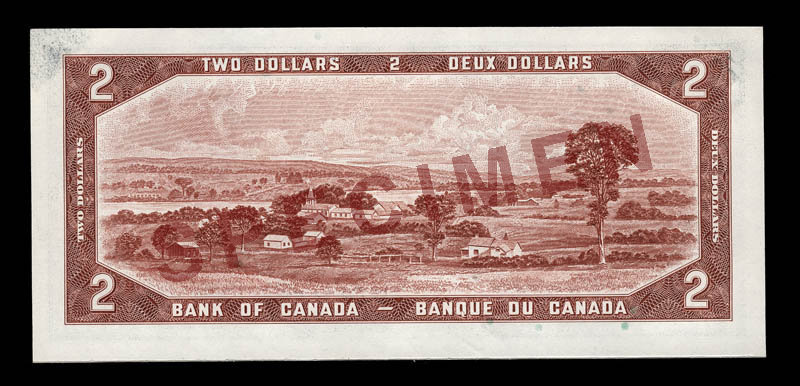 TWO DOLLARS 2 DEUX DOLLARS
2
2
TWO DOLLARS
DEUX DOLLARS
SPECIMEN
2
2
BANK OF CANADA — BANQUE DU CANADA